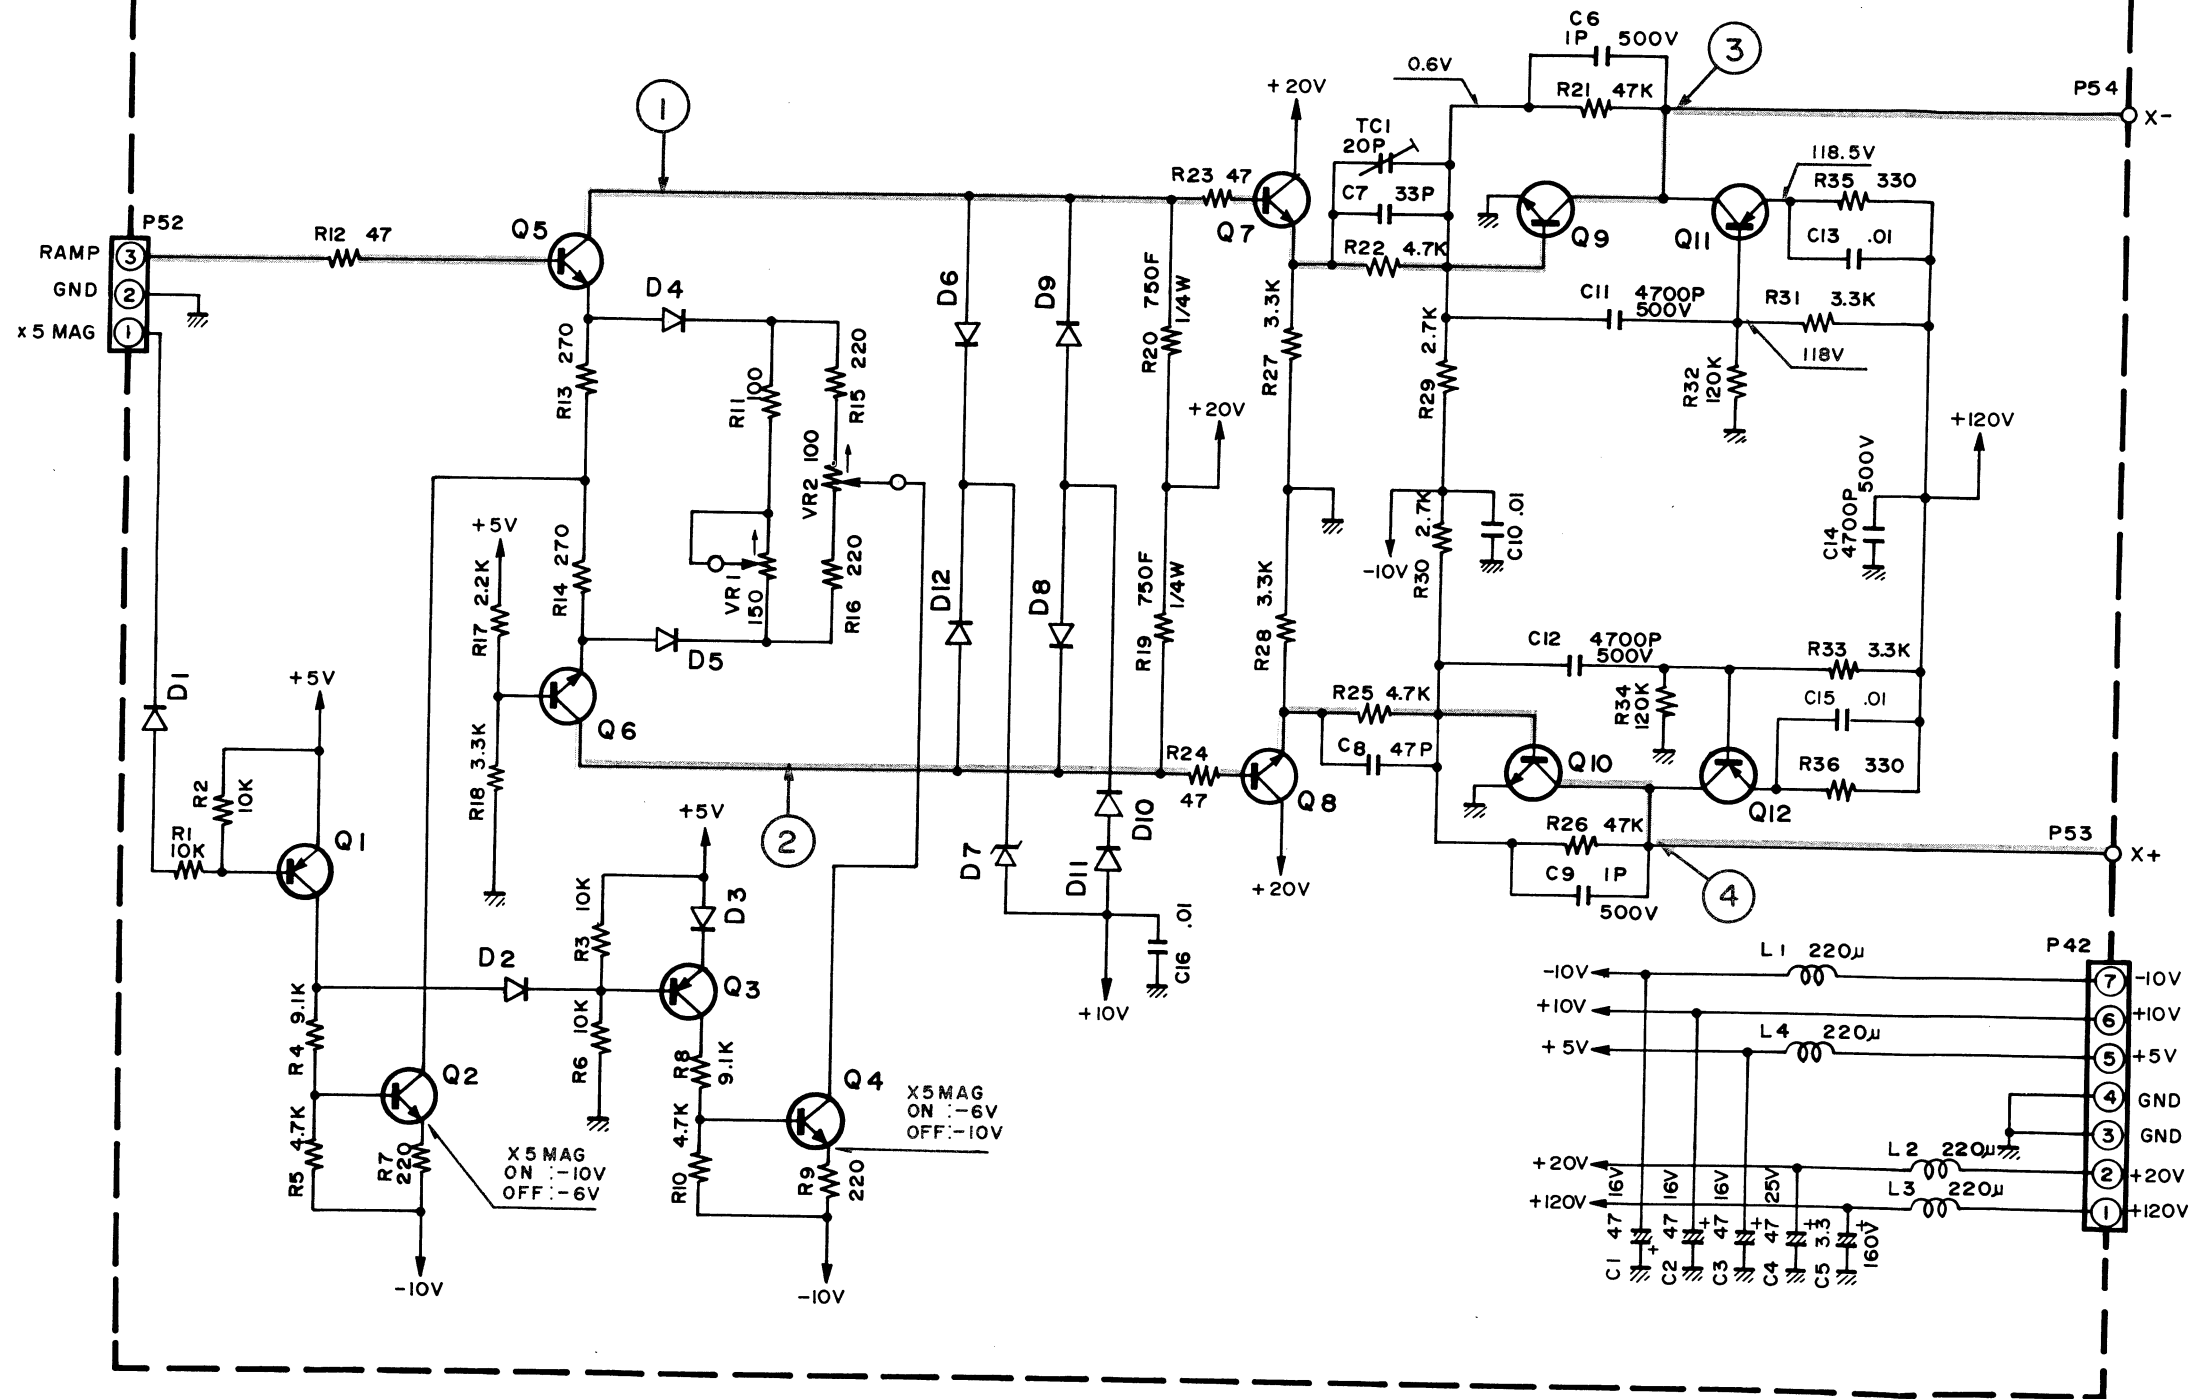 C6
1P 500V
3
0.6V
R21 47K
P54
X-
1
+20V
TC1
20P
118.5V
R35 330
R23 47
C7 33P
P52
RAMP
3
R12 47
Q5
Q7
R22 4.7K
Q9
Q11
C13 .01
GND
2
x5 MAG
1
D4
D6
D9
R20 750F
1/4W
R27 3.3K
C11 4700P
500V
R31 3.3K
118V
R13 270
R11 100
R15 220
R29 2.7K
R32
120K
+20V
+120V
VR2 100
+5V
R17 2.2K
R14 270
VR1
150
R16 220
D12
D8
R19 750F
1/4W
R28 3.3K
-10V
R30 2.7K
C10 .01
C14
4700P
500V
D5
C12 4700P
500V
R33 3.3K
D1
+5V
Q6
R25 4.7K
R34
120K
C15 .01
R18 3.3K
R24
47
C8 47P
Q10
Q12
R36 330
Q8
R2
10K
R1
10K
Q1
+5V
2
D10
D7
D11
+20V
R26 47K
P53
X+
C9 1P
500V
4
R3 10K
D3
D2
Q3
C16 .01
+10V
P42
L1 220μ
-10V
7
-10V
+10V
6
+10V
L4 220μ
+5V
5
+5V
4
GND
3
GND
L2 220μ
+20V
2
+20V
L3 220μ
+120V
1
+120V
R4 9.1K
R6 10K
R8
9.1K
Q2
Q4
X5MAG
ON :-6V
OFF:-10V
R5 4.7K
R7
220
X5MAG
ON :-10V
OFF:-6V
R10 4.7K
R9
220
-10V
-10V
C1 47 16V
+
C2 47 16V
+
C3 47 16V
+
C4 47 25V
+
C5 3.3
160V
+